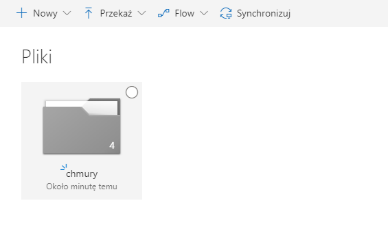 Nowy Przekaż Flow Synchronizuj
Pliki
4
chmury
Około minutę temu